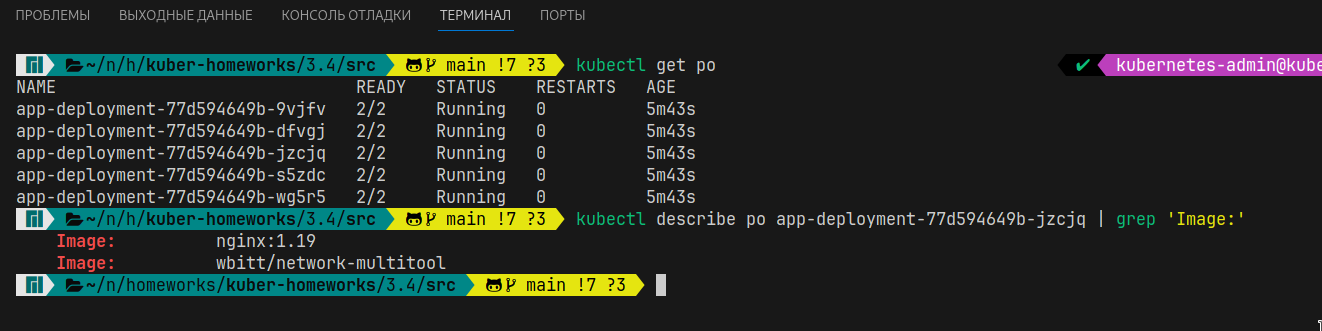 ПРОБЛЕМЫ ВЫХОДНЫЕ ДАННЫЕ КОНСОЛЬ ОТЛАДКИ ТЕРМИНАЛ ПОРТЫ
~/n/h/kuber-homeworks/3.4/src main !7 ?3 kubectl get po ✔ kubernetes-admin@kube
NAME READY STATUS RESTARTS AGE
app-deployment-77d594649b-9vjfv 2/2 Running 0 5m43s
app-deployment-77d594649b-dfvgj 2/2 Running 0 5m43s
app-deployment-77d594649b-jzcjq 2/2 Running 0 5m43s
app-deployment-77d594649b-s5zdc 2/2 Running 0 5m43s
app-deployment-77d594649b-wg5r5 2/2 Running 0 5m43s
~/n/h/kuber-homeworks/3.4/src main !7 ?3 kubectl describe po app-deployment-77d594649b-jzcjq | grep 'Image:'
Image: nginx:1.19
Image: wbitt/network-multitool
~/n/homeworks/kuber-homeworks/3.4/src main !7 ?3